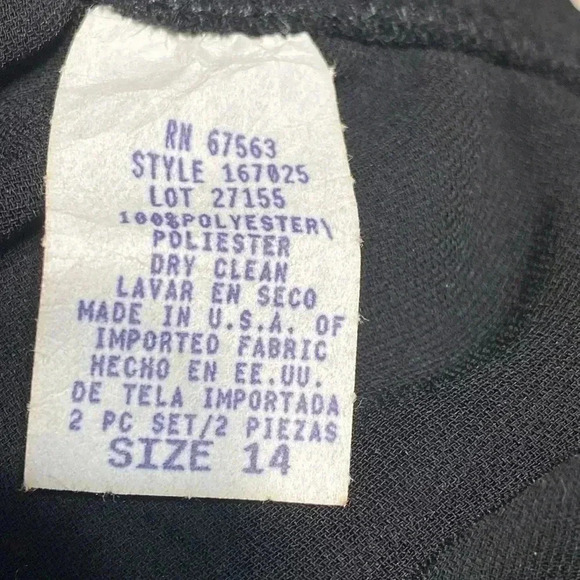 RN 67563
STYLE 167025
LOT 27155
100%POLYESTER\
POLIESTER
DRY CLEAN
LAVAR EN SECO
MADE IN U.S.A. OF
IMPORTED FABRIC
HECHO EN EE.UU.
DE TELA IMPORTADA
2 PC SET/2 PIEZAS
SIZE 14